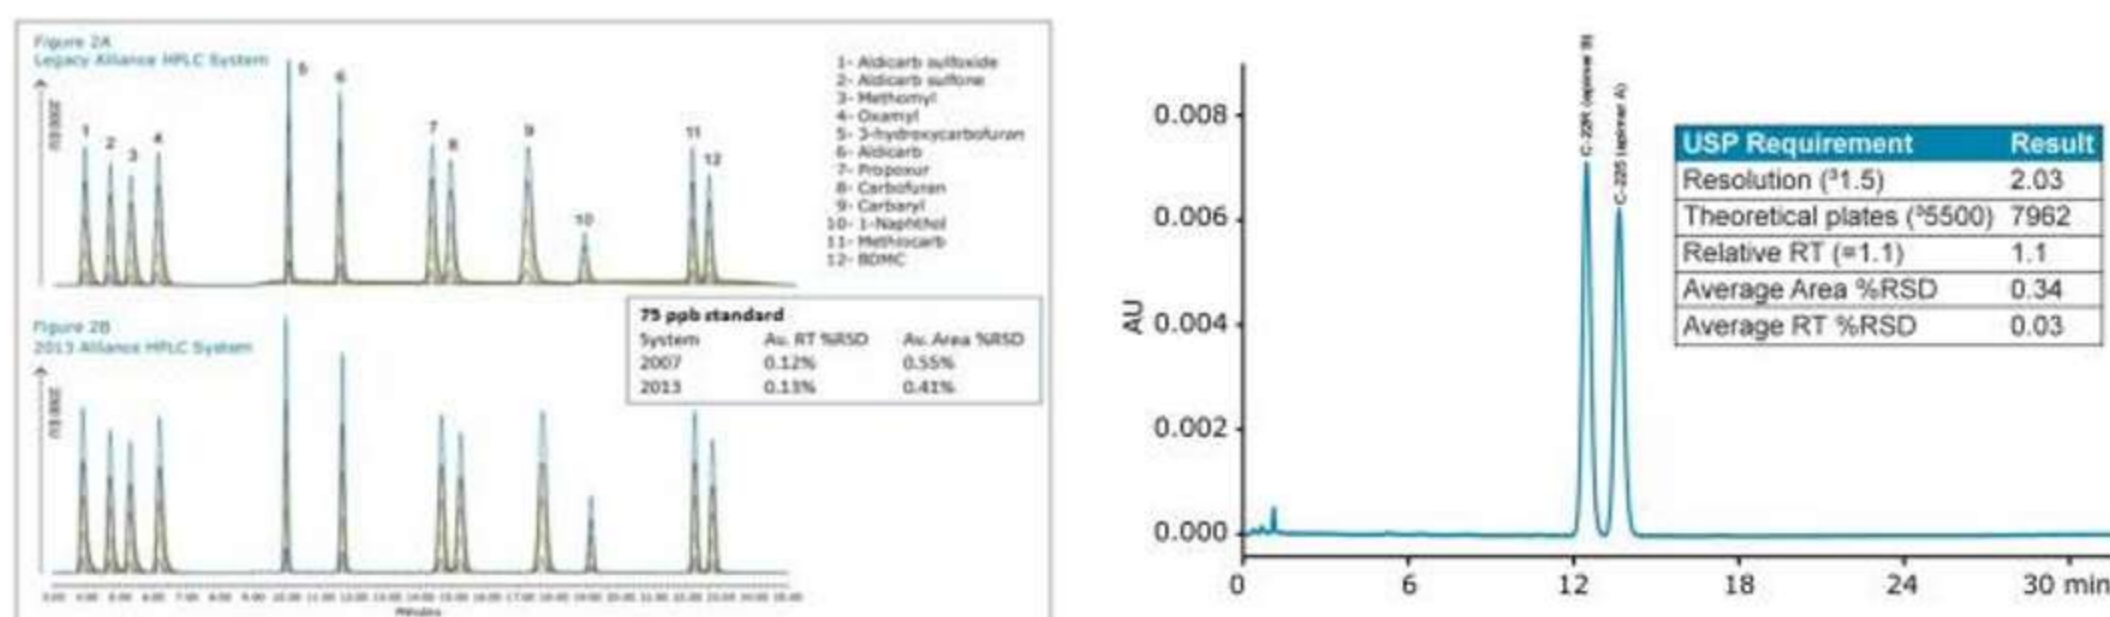 Figure 2A
Legacy Alliance HPLC System
1 2 3 4 5 6 7 8 9 10 11 12
1- Aldicarb sulfoxide
2- Aldicarb sulfone
3- Methomyl
4- Oxamyl
5- 3-hydroxycarbofuran
6- Aldicarb
7- Propoxur
8- Carbofuran
9- Carbaryl
10- 1-Naphthol
11- Methiocarb
12- BDMC
Figure 2B
2013 Alliance HPLC System
75 ppb standard
System Av. RT %RSD Av. Area %RSD
2007 0.12% 0.55%
2013 0.13% 0.41%
Minutes
C-22R (epimer B)
C-22S (epimer A)
AU
0.008
0.006
0.004
0.002
0.000
0 6 12 18 24 30 min
USP Requirement Result
Resolution (³1.5) 2.03
Theoretical plates (³5500) 7962
Relative RT (=1.1) 1.1
Average Area %RSD 0.34
Average RT %RSD 0.03